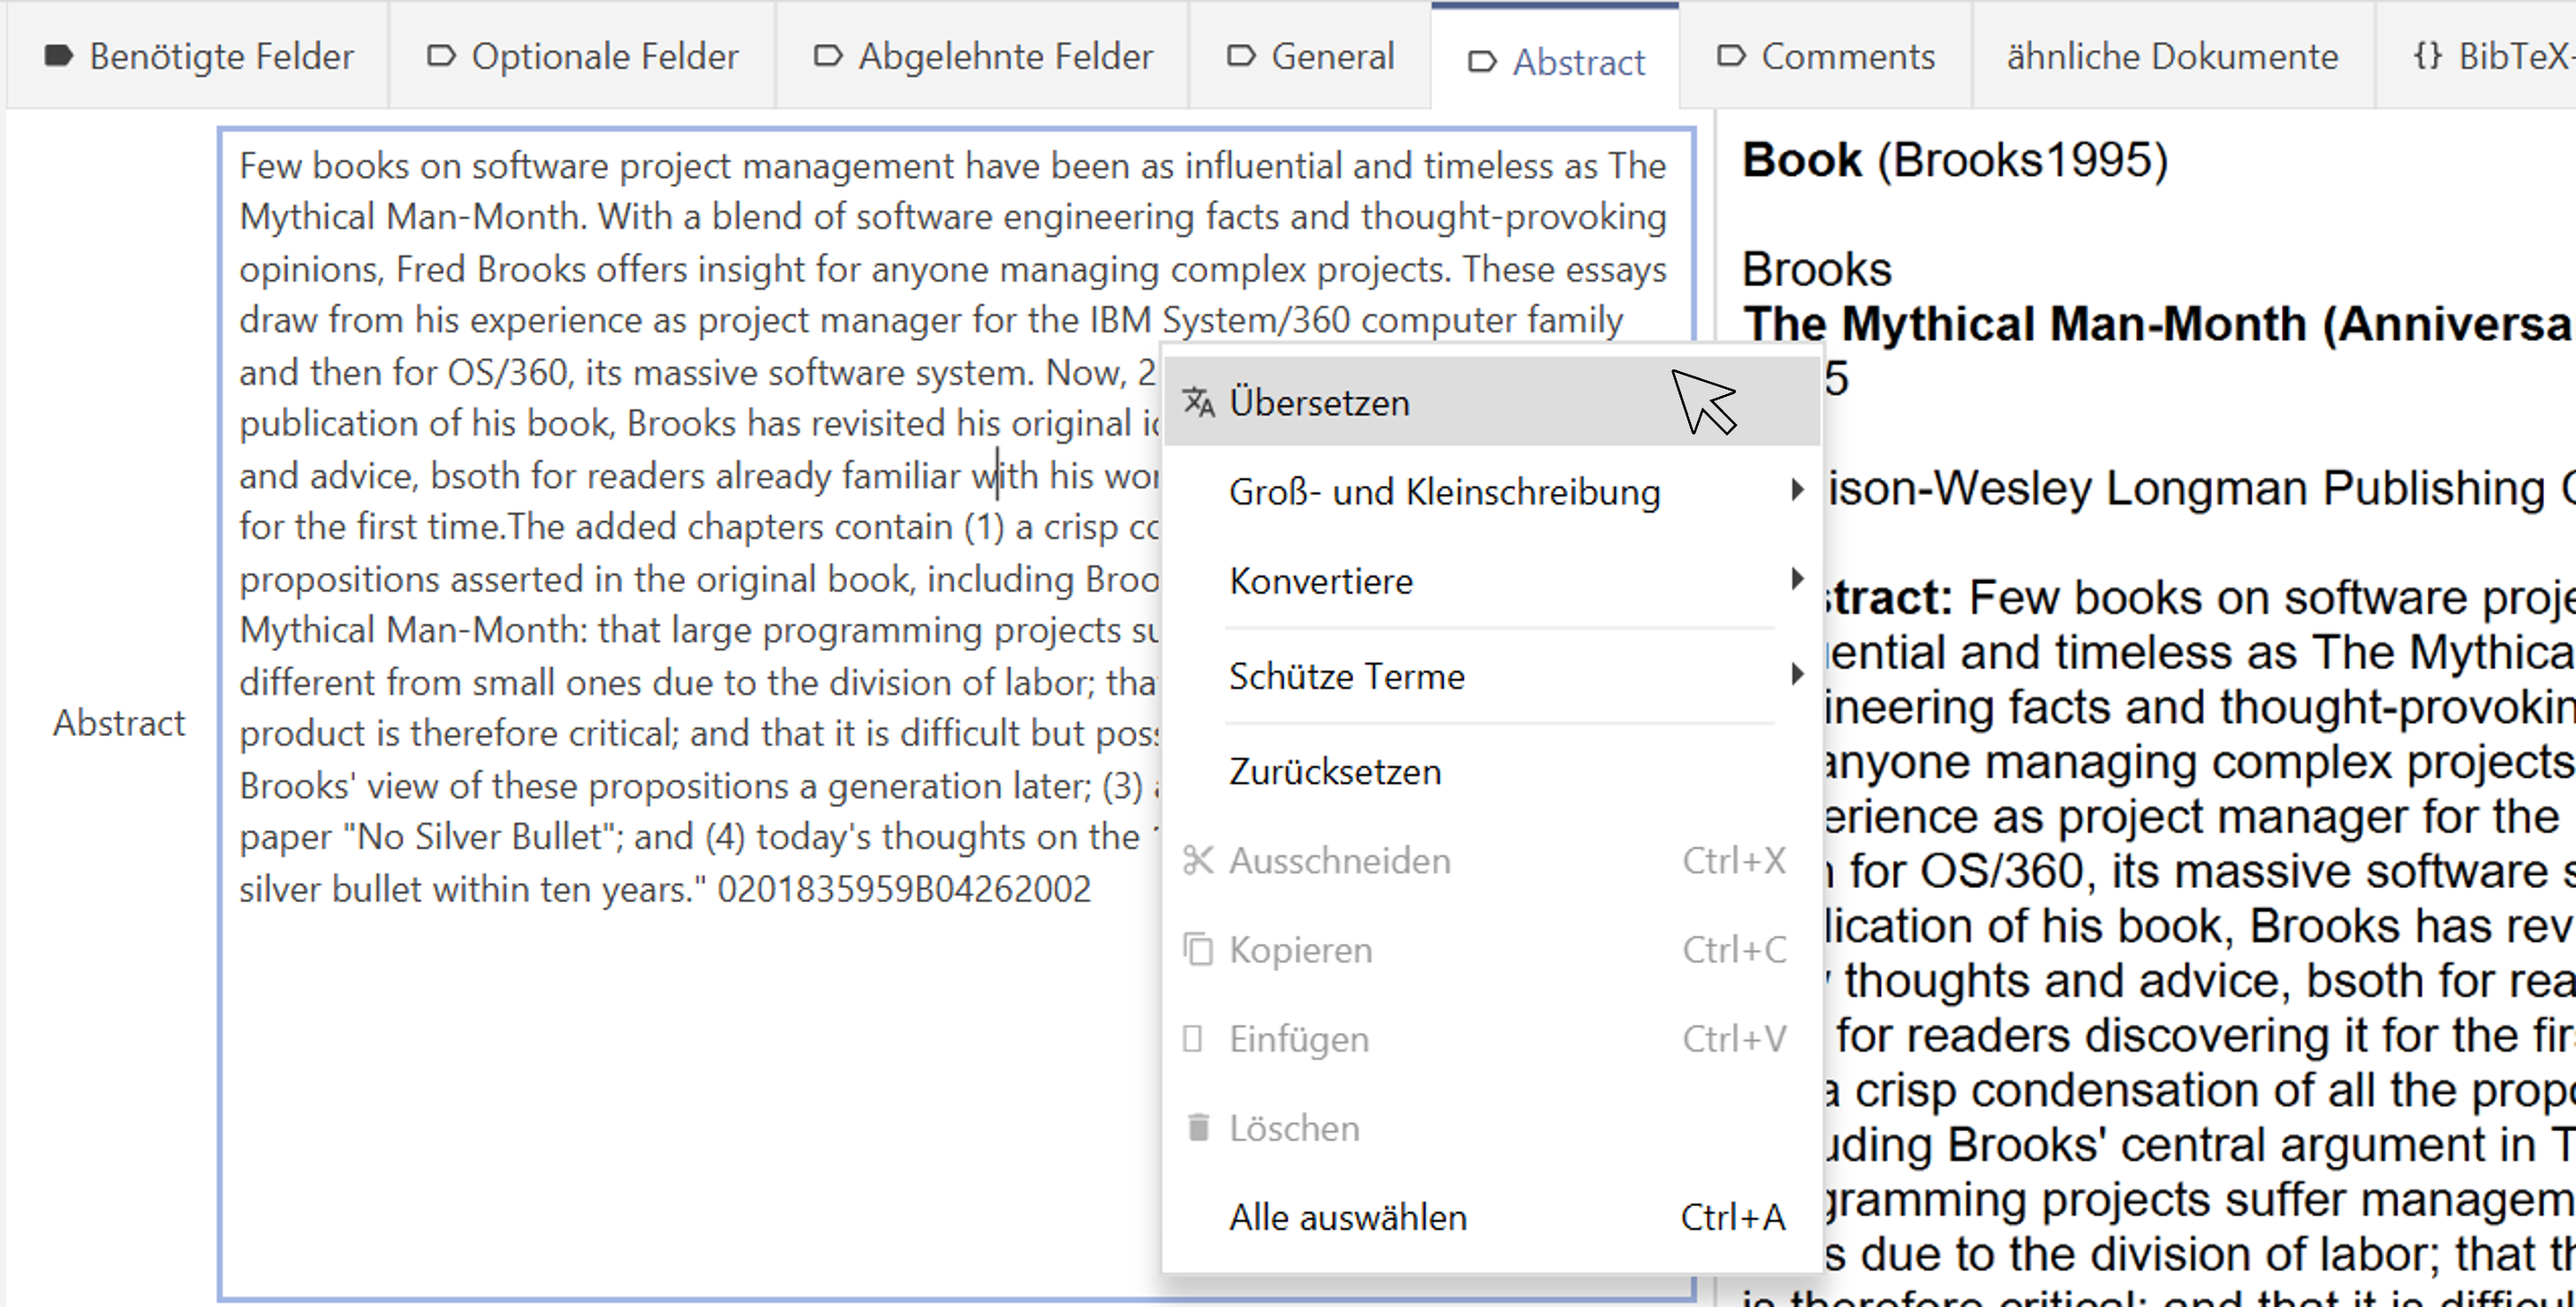 Benötigte Felder
Optionale Felder
Abgelehnte Felder
General
Abstract
Comments
ähnliche Dokumente
{} BibTeX-
Abstract
Few books on software project management have been as influential and timeless as The
Mythical Man-Month. With a blend of software engineering facts and thought-provoking
opinions, Fred Brooks offers insight for anyone managing complex projects. These essays
draw from his experience as project manager for the IBM System/360 computer family
and then for OS/360, its massive software system. Now, 2
publication of his book, Brooks has revisited his original
and advice, bsoth for readers already familiar with his
for the first time.The added chapters contain (1) a crisp
propositions asserted in the original book, including
Mythical Man-Month: that large programming projects
different from small ones due to the division of labor;
product is therefore critical; and that it is difficult but
Brooks' view of these propositions a generation later; (3)
paper "No Silver Bullet"; and (4) today's thoughts on the
silver bullet within ten years." 0201835959B04262002
Übersetzen
Groß- und Kleinschreibung
Konvertiere
Schütze Terme
Zurücksetzen
Ausschneiden Ctrl+X
Kopieren Ctrl+C
Einfügen Ctrl+V
Löschen
Alle auswählen Ctrl+A
Book (Brooks1995)
Brooks
The Mythical Man-Month (Anniversa
5
ison-Wesley Longman Publishing
stract: Few books on software proje
ential and timeless as The Mythica
ineering facts and thought-provokin
anyone managing complex projects
erience as project manager for the
for OS/360, its massive software s
lication of his book, Brooks has rev
thoughts and advice, bsoth for rea
for readers discovering it for the fir
a crisp condensation of all the propo
uding Brooks' central argument in T
gramming projects suffer managem
s due to the division of labor; that th
is therefore critical; and that it is difficul